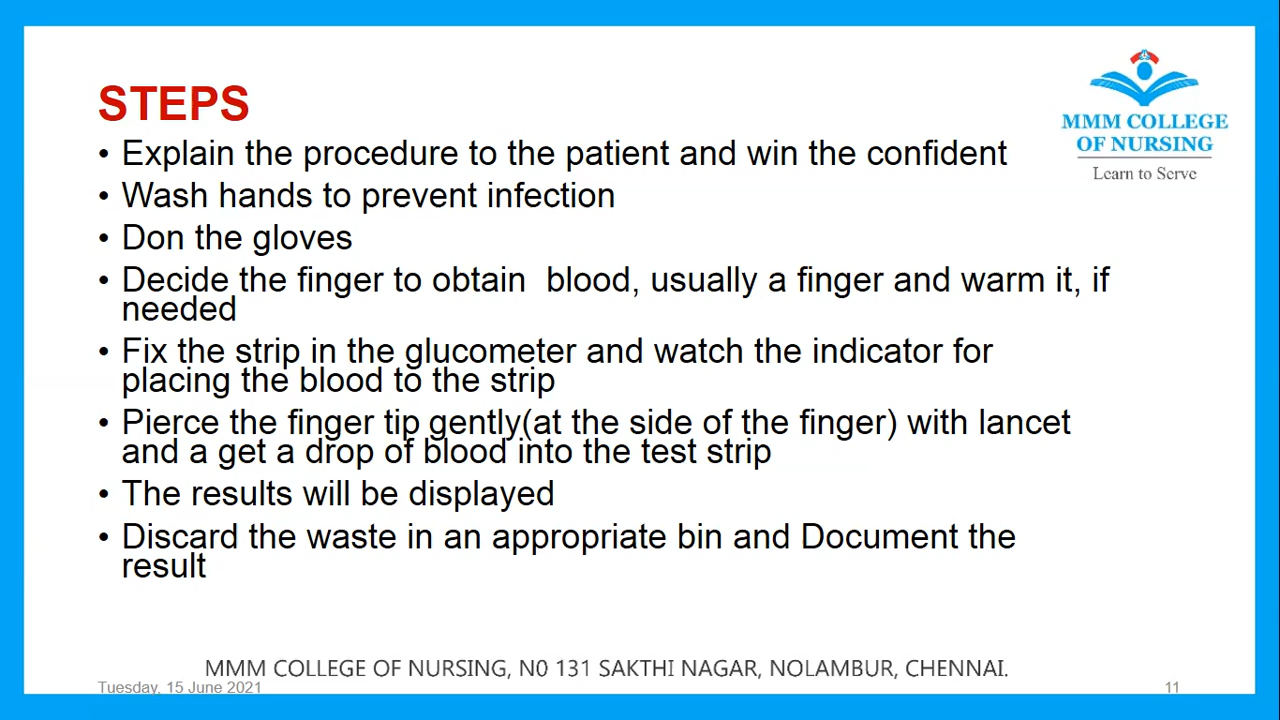 STEPS
• Explain the procedure to the patient and win the confident
• Wash hands to prevent infection
• Don the gloves
• Decide the finger to obtain  blood, usually a finger and warm it, if
needed
• Fix the strip in the glucometer and watch the indicator for
placing the blood to the strip
• Pierce the finger tip gently(at the side of the finger) with lancet
and a get a drop of blood into the test strip
• The results will be displayed
• Discard the waste in an appropriate bin and Document the
result
MMM COLLEGE
OF NURSING
Learn to Serve
MMM COLLEGE OF NURSING, N0 131 SAKTHI NAGAR, NOLAMBUR, CHENNAI.
Tuesday, 15 June 2021
11